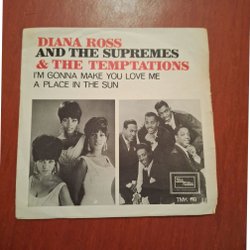 DIANA ROSS
AND THE SUPREMES
& THE TEMPTATIONS
I'M GONNA MAKE YOU LOVE ME
A PLACE IN THE SUN